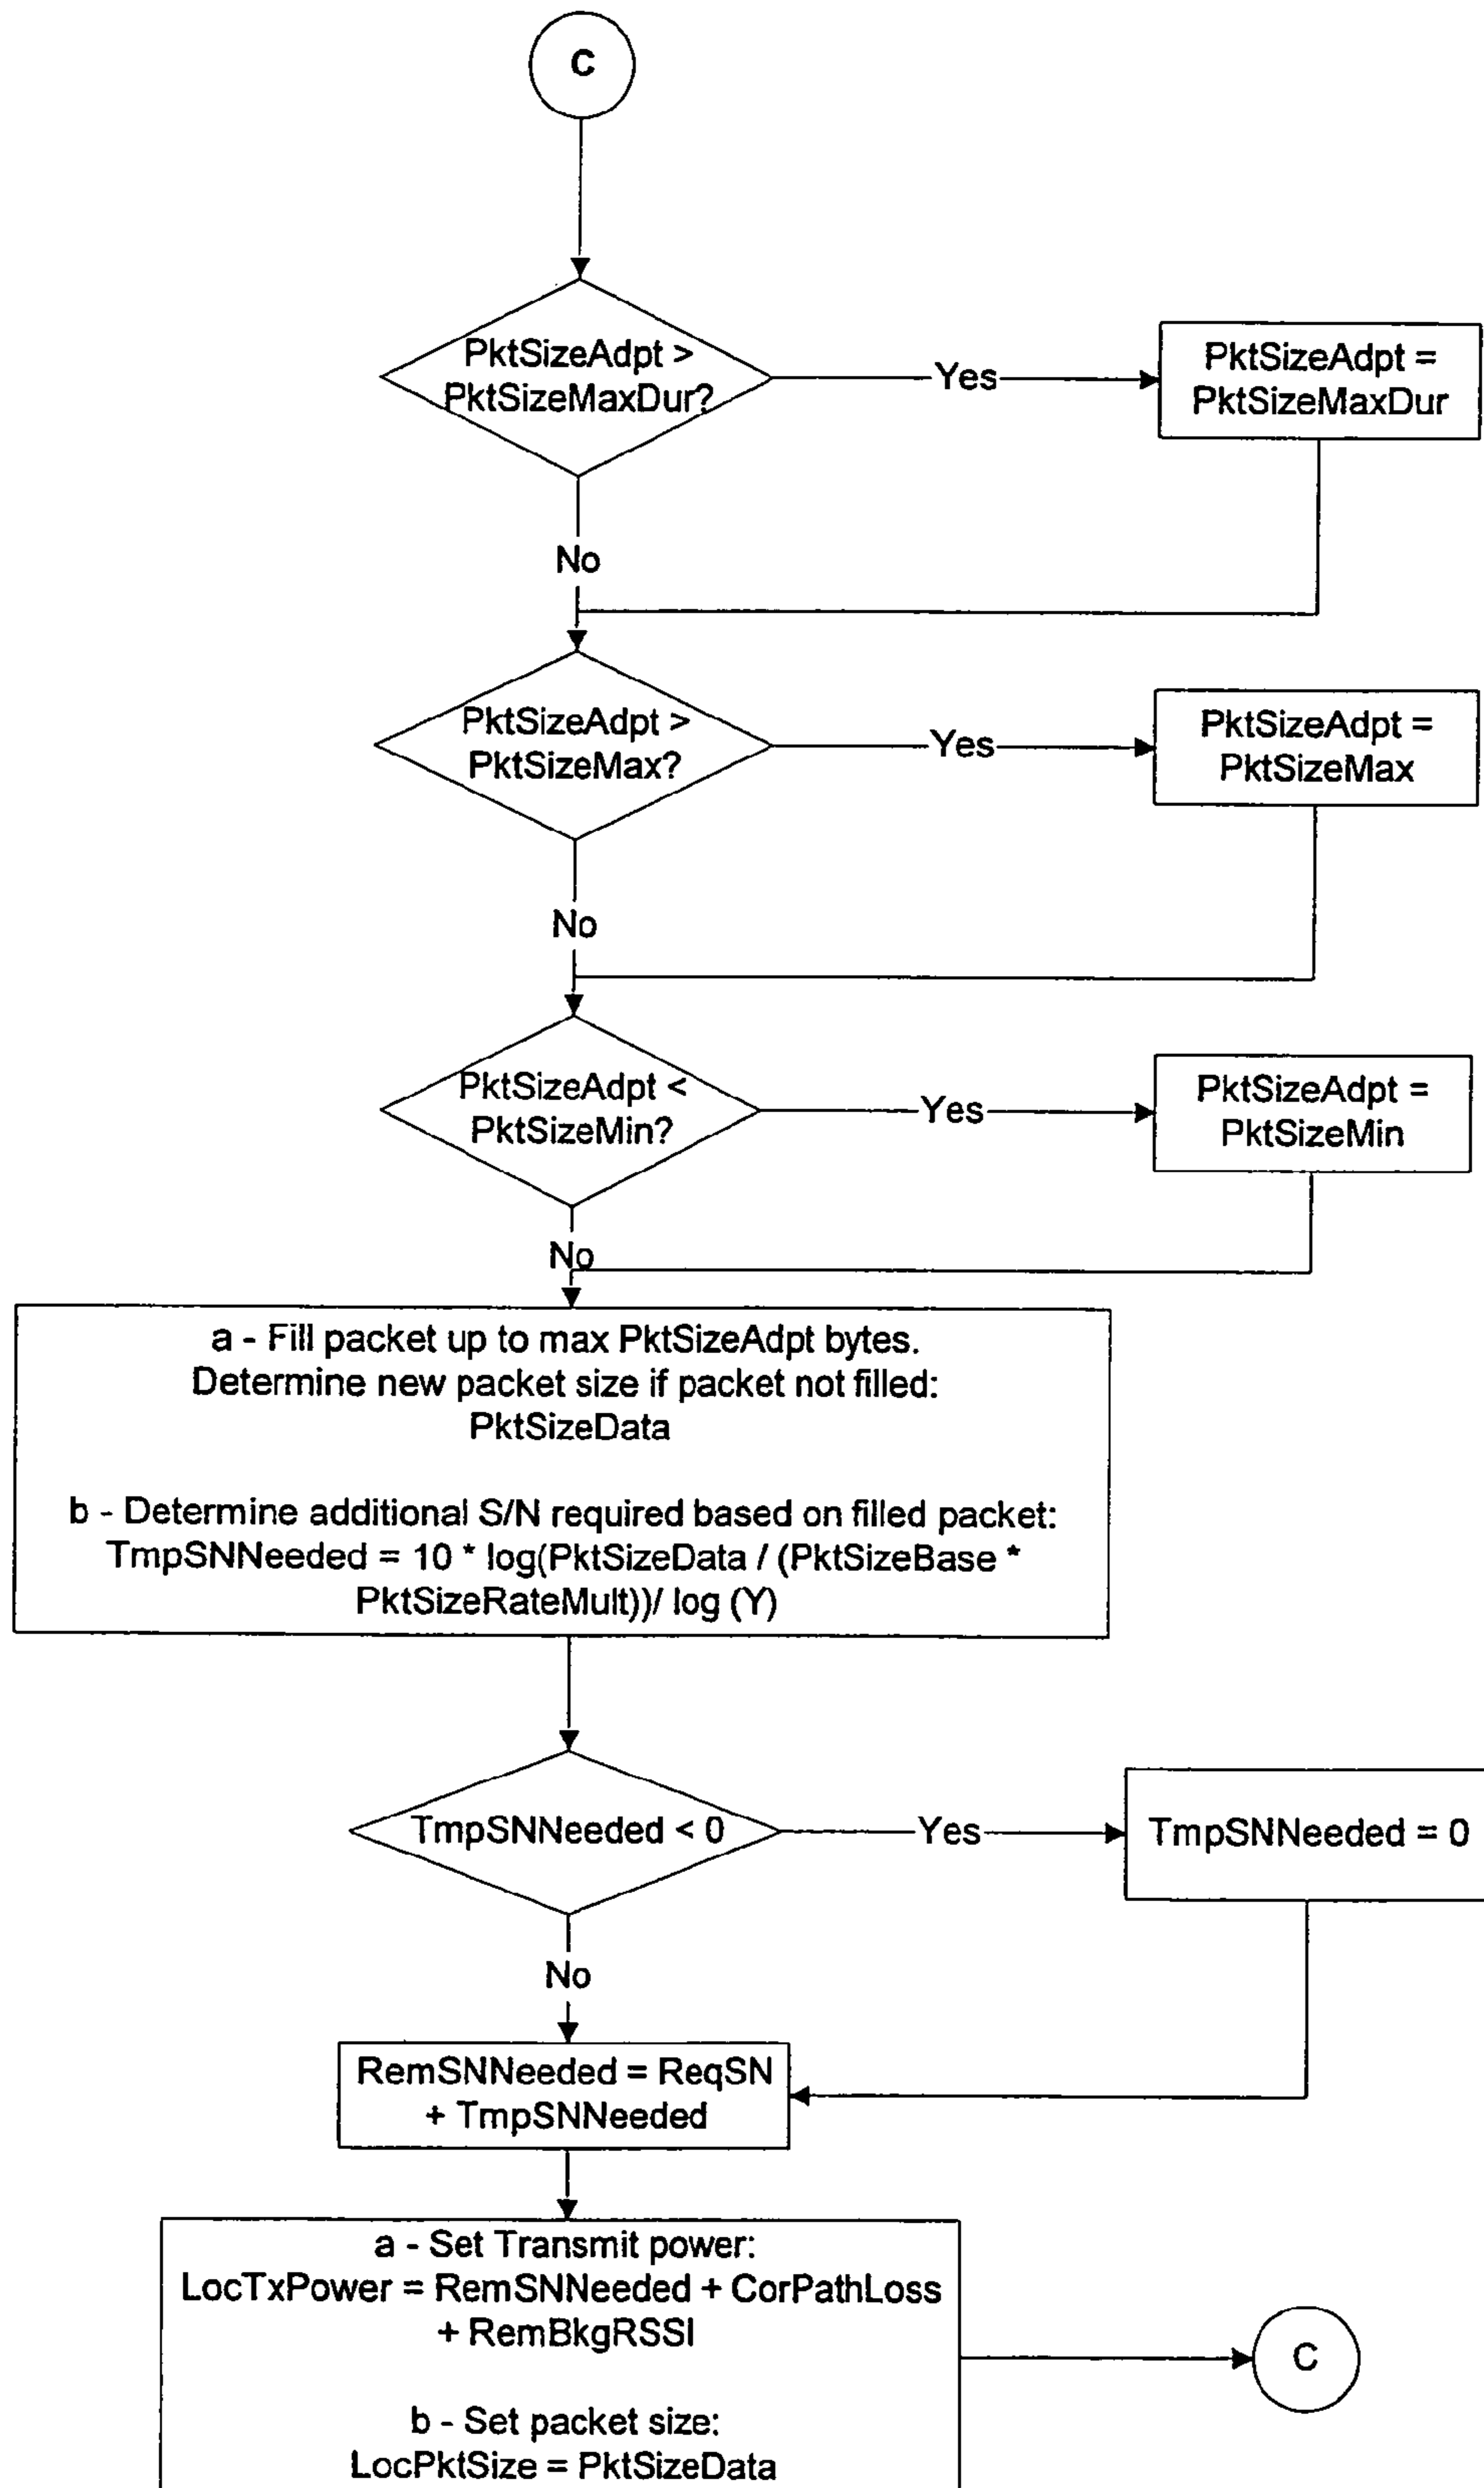 C
PktSizeAdpt >
PktSizeMaxDur?
Yes
PktSizeAdpt =
PktSizeMaxDur
No
PktSizeAdpt >
PktSizeMax?
Yes
PktSizeAdpt =
PktSizeMax
No
PktSizeAdpt <
PktSizeMin?
Yes
PktSizeAdpt =
PktSizeMin
No
a - Fill packet up to max PktSizeAdpt bytes.
Determine new packet size if packet not filled:
PktSizeData
b - Determine additional S/N required based on filled packet:
TmpSNNeeded = 10 * log(PktSizeData / (PktSizeBase *
PktSizeRateMult))/ log (Y)
TmpSNNeeded < 0
Yes
TmpSNNeeded = 0
No
RemSNNeeded = ReqSN
+ TmpSNNeeded
a - Set Transmit power:
LocTxPower = RemSNNeeded + CorPathLoss
+ RemBkgRSSI
b - Set packet size:
LocPktSize = PktSizeData
C